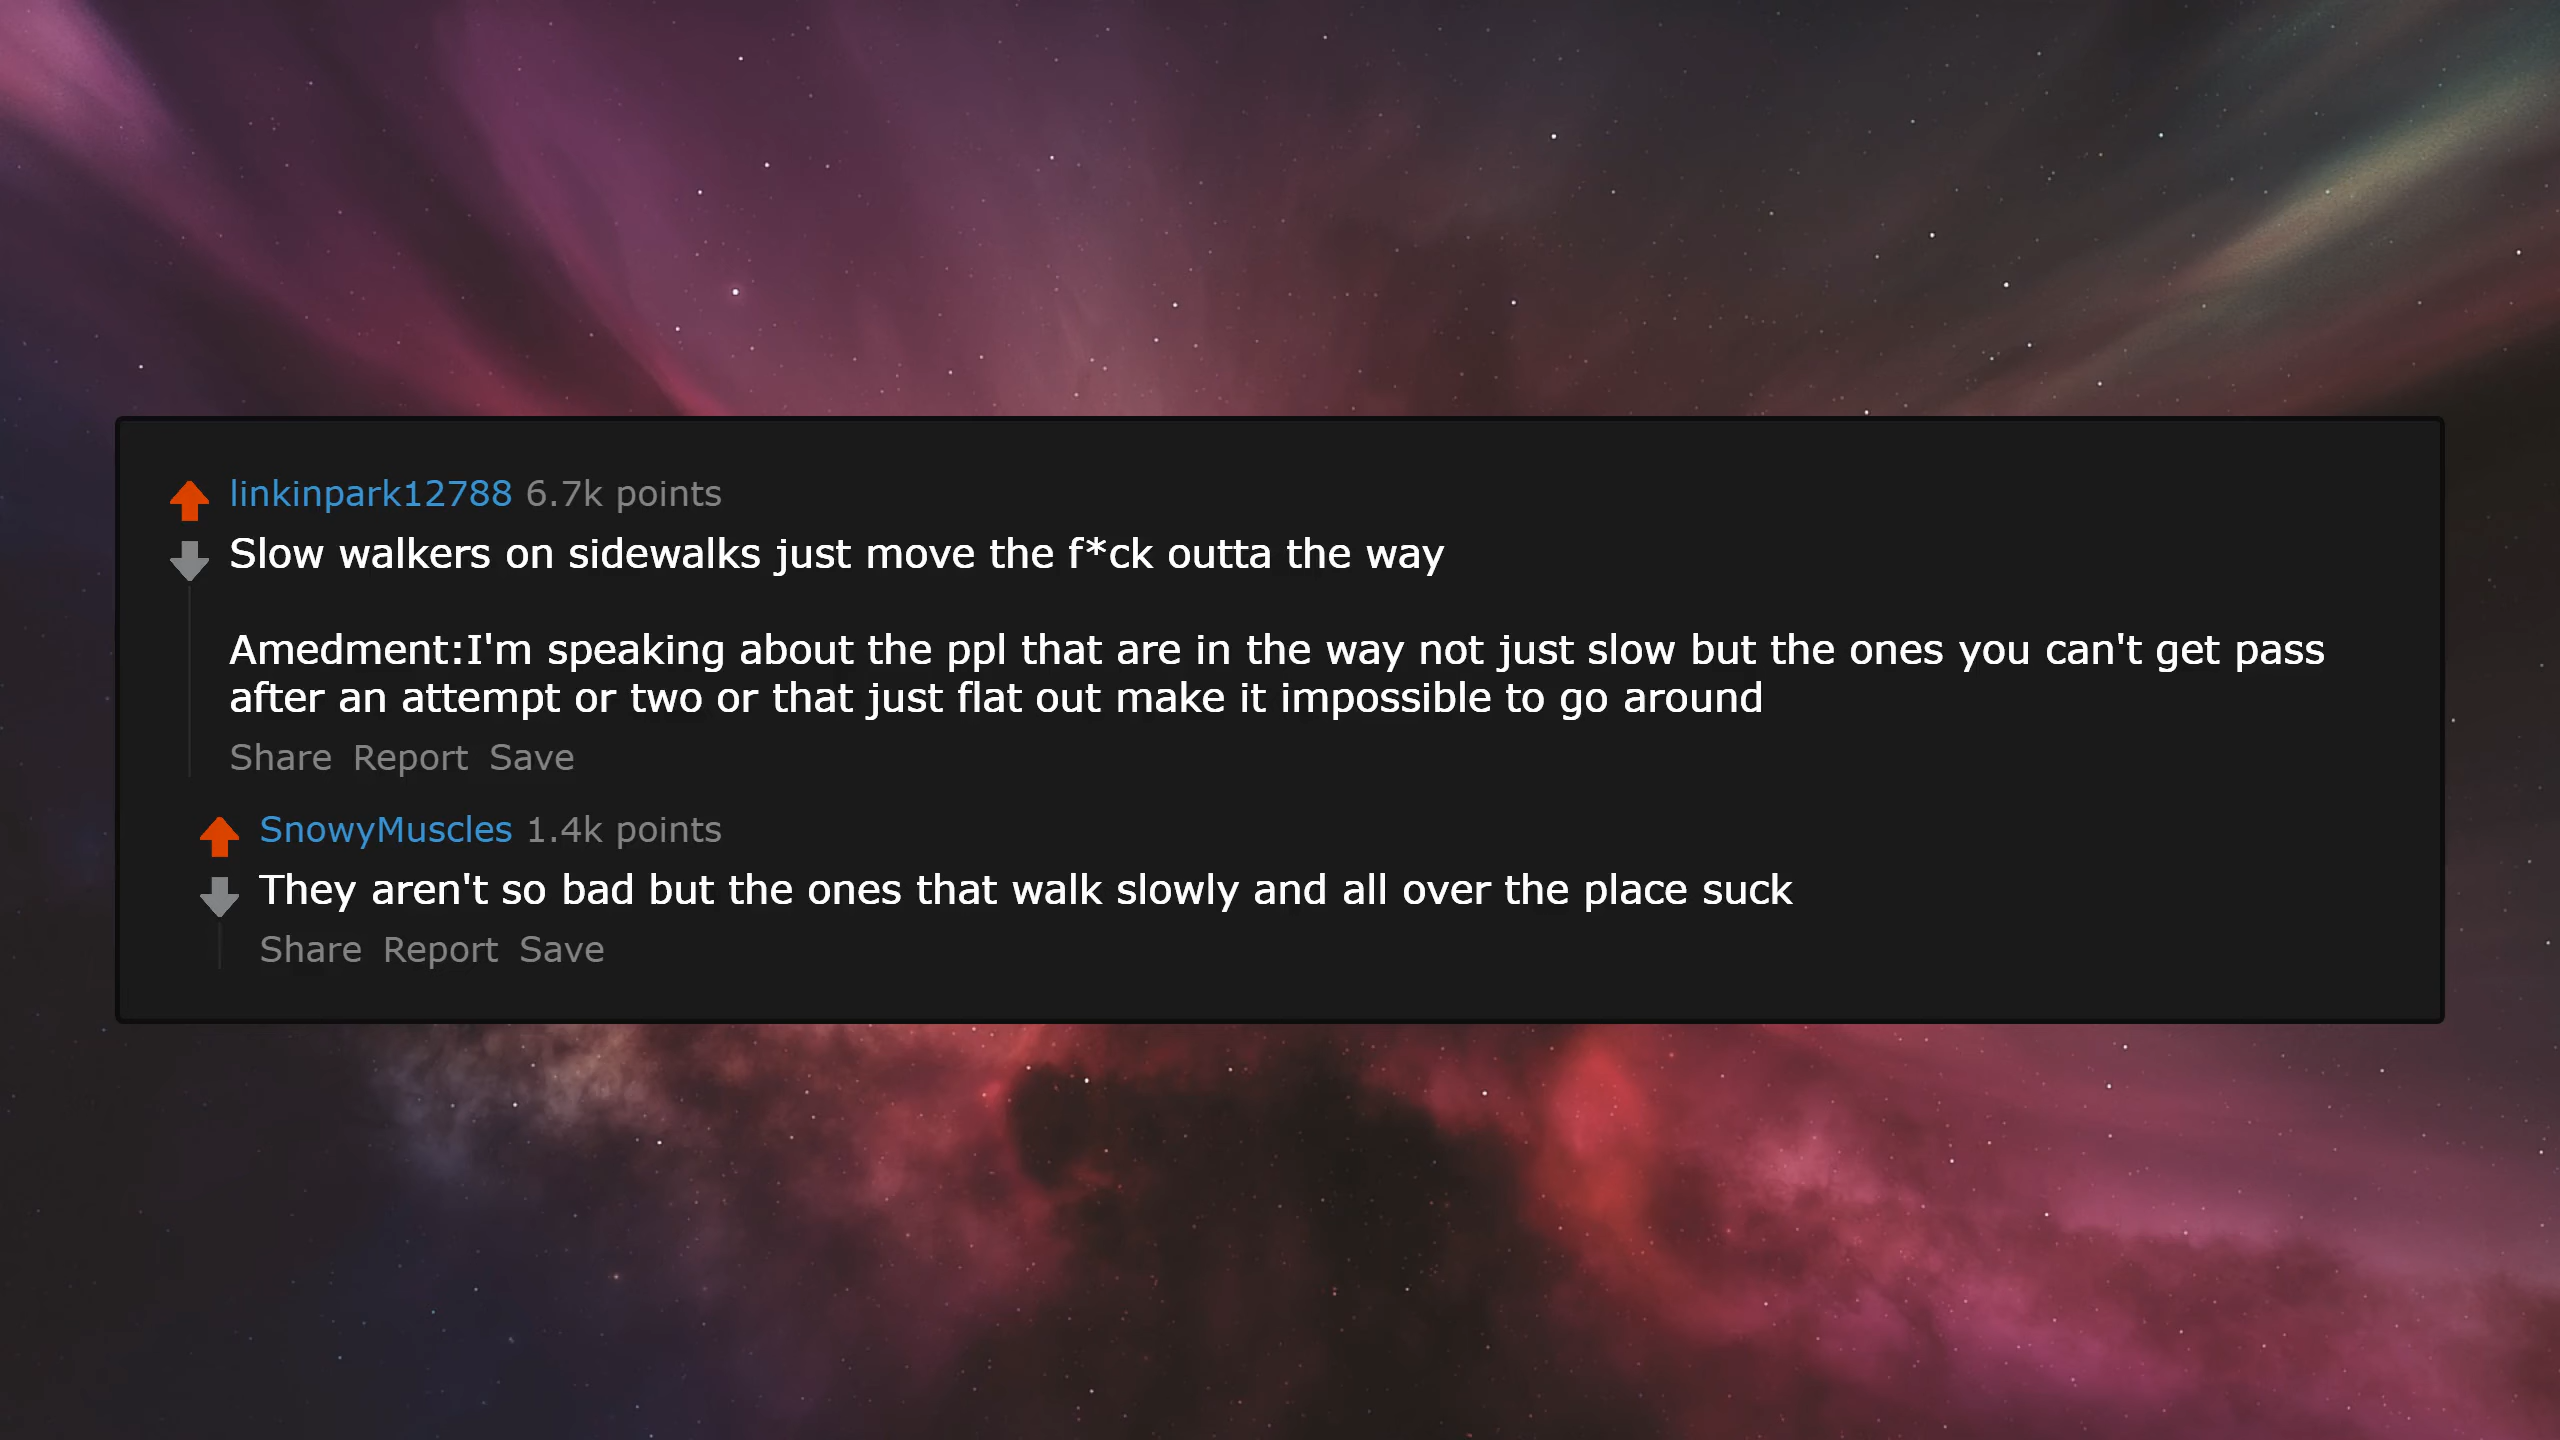 linkinpark12788 6.7k points
Slow walkers on sidewalks just move the f*ck outta the way
Amedment:I'm speaking about the ppl that are in the way not just slow but the ones you can't get pass
after an attempt or two or that just flat out make it impossible to go around
Share Report Save
SnowyMuscles 1.4k points
They aren't so bad but the ones that walk slowly and all over the place suck
Share Report Save